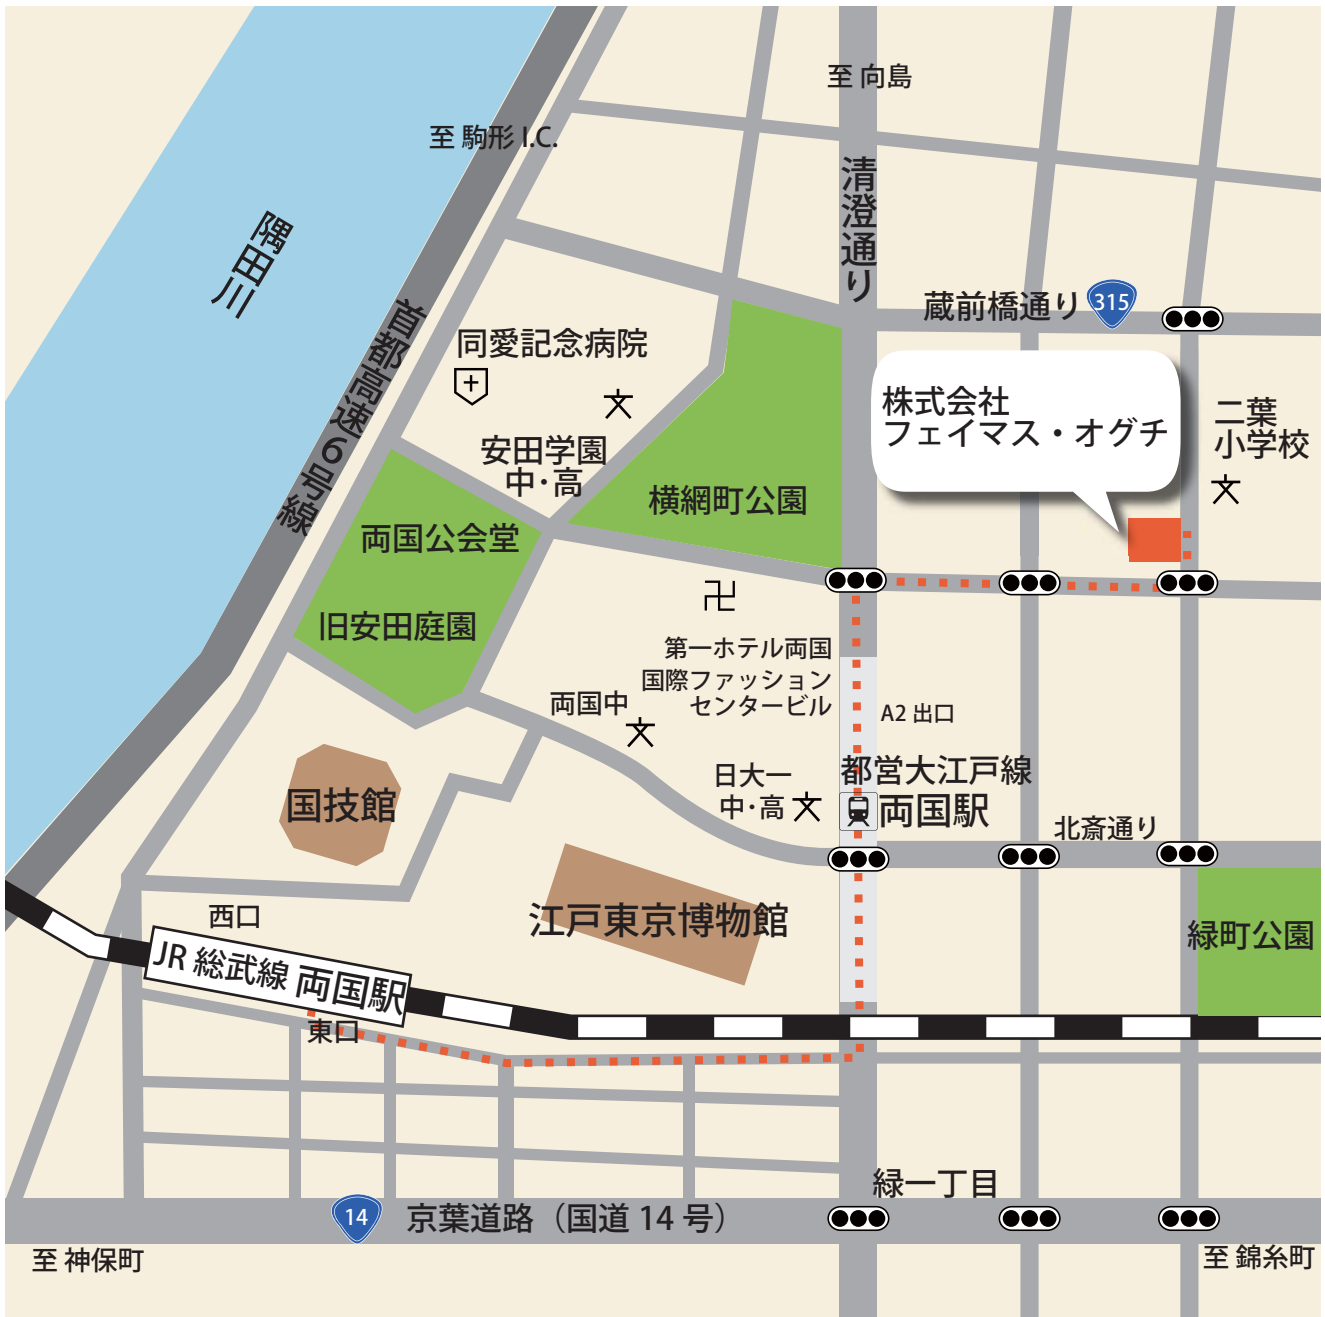 至 向島
至 駒形 I.C.
清澄通り
隅田川
蔵前橋通り
315
首都高速6号線
同愛記念病院
株式会社
フェイマス・オグチ
二葉
小学校
安田学園
中・高
横網町公園
両国公会堂
旧安田庭園
第一ホテル両国
国際ファッション
センタービル
両国中
A2 出口
日大一
中・高
都営大江戸線
両国駅
国技館
北斎通り
西口
江戸東京博物館
緑町公園
JR 総武線 両国駅
東口
緑一丁目
14
京葉道路（国道 14 号）
至 神保町
至 錦糸町